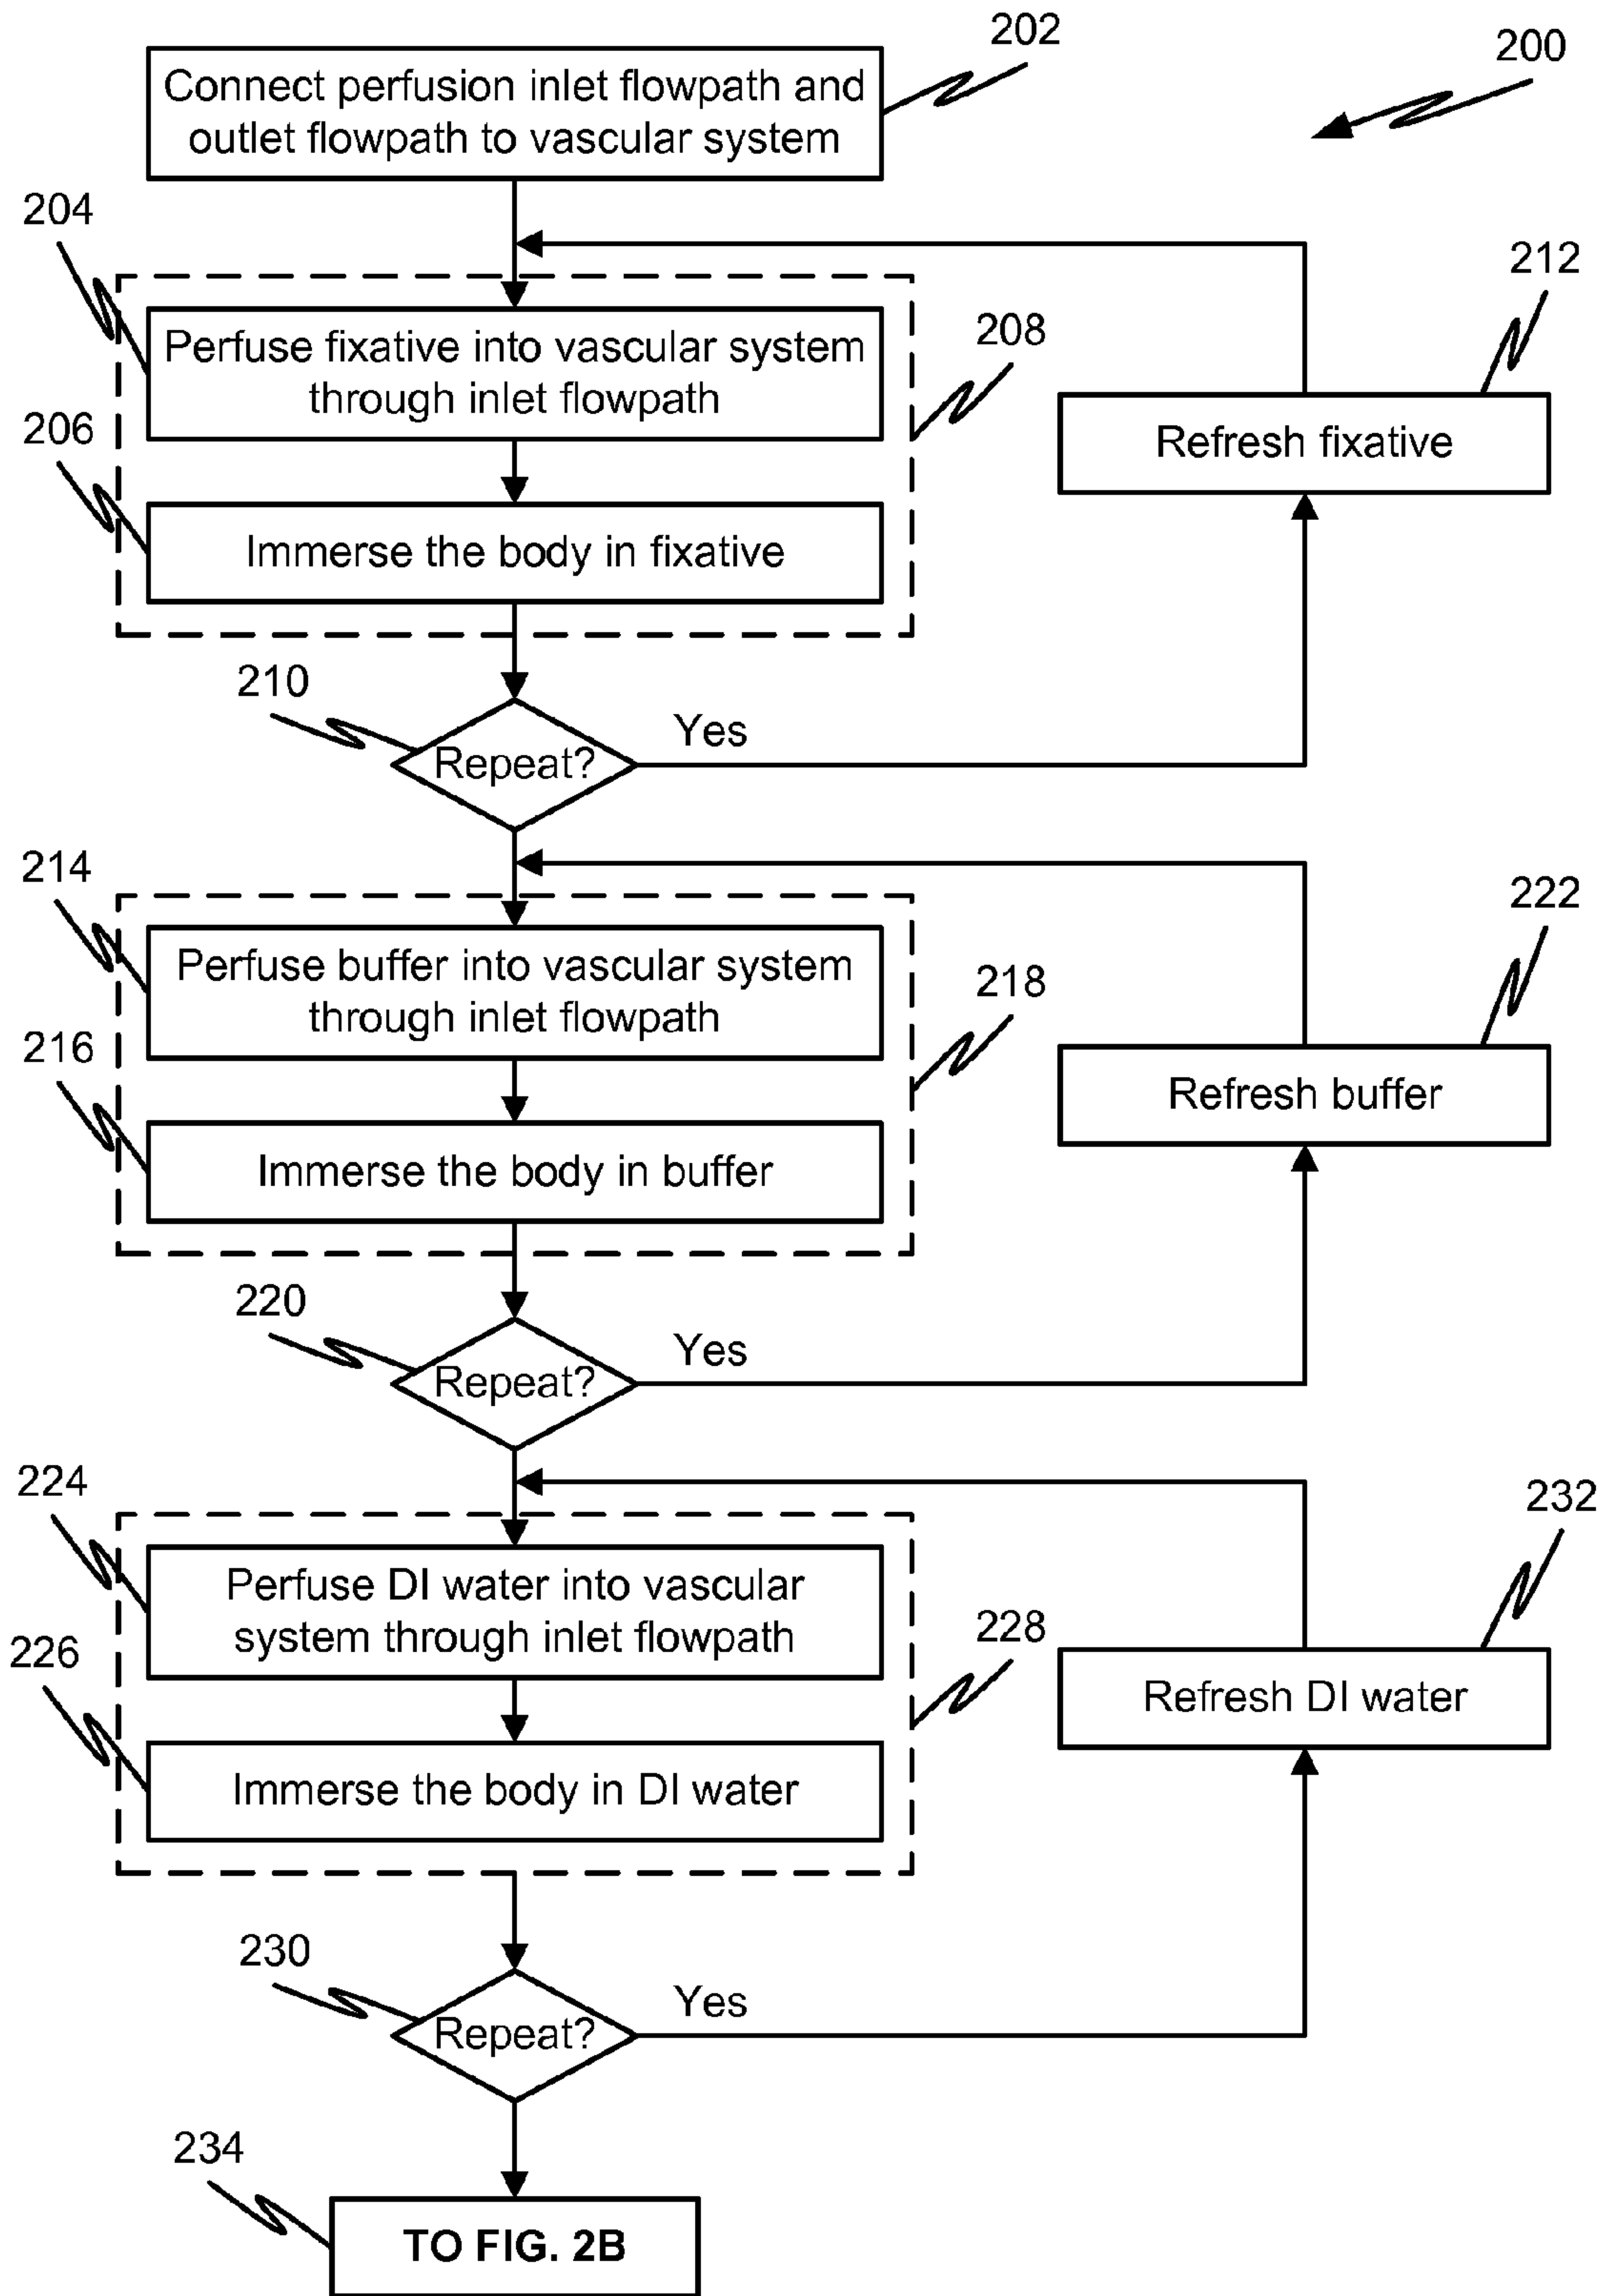 202
200
Connect perfusion inlet flowpath and
outlet flowpath to vascular system
204
212
208
Perfuse fixative into vascular system
through inlet flowpath
206
Refresh fixative
Immerse the body in fixative
210
Yes
Repeat?
214
222
218
Perfuse buffer into vascular system
through inlet flowpath
216
Refresh buffer
Immerse the body in buffer
220
Yes
Repeat?
224
232
Perfuse DI water into vascular
system through inlet flowpath
228
226
Refresh DI water
Immerse the body in DI water
230
Yes
Repeat?
234
TO FIG. 2B